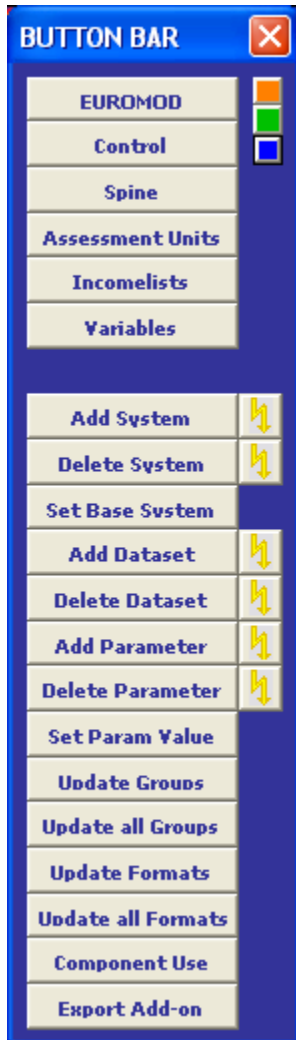 BUTTON BAR
EUROMOD
Control
Spine
Assessment Units
Incomelists
Variables
Add System
Delete System
Set Base System
Add Dataset
Delete Dataset
Add Parameter
Delete Parameter
Set Param Value
Update Groups
Update all Groups
Update Formats
Update all Formats
Component Use
Export Add-on